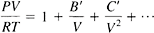 PV/RT = 1 + B′/V + C′/V² + ⋯